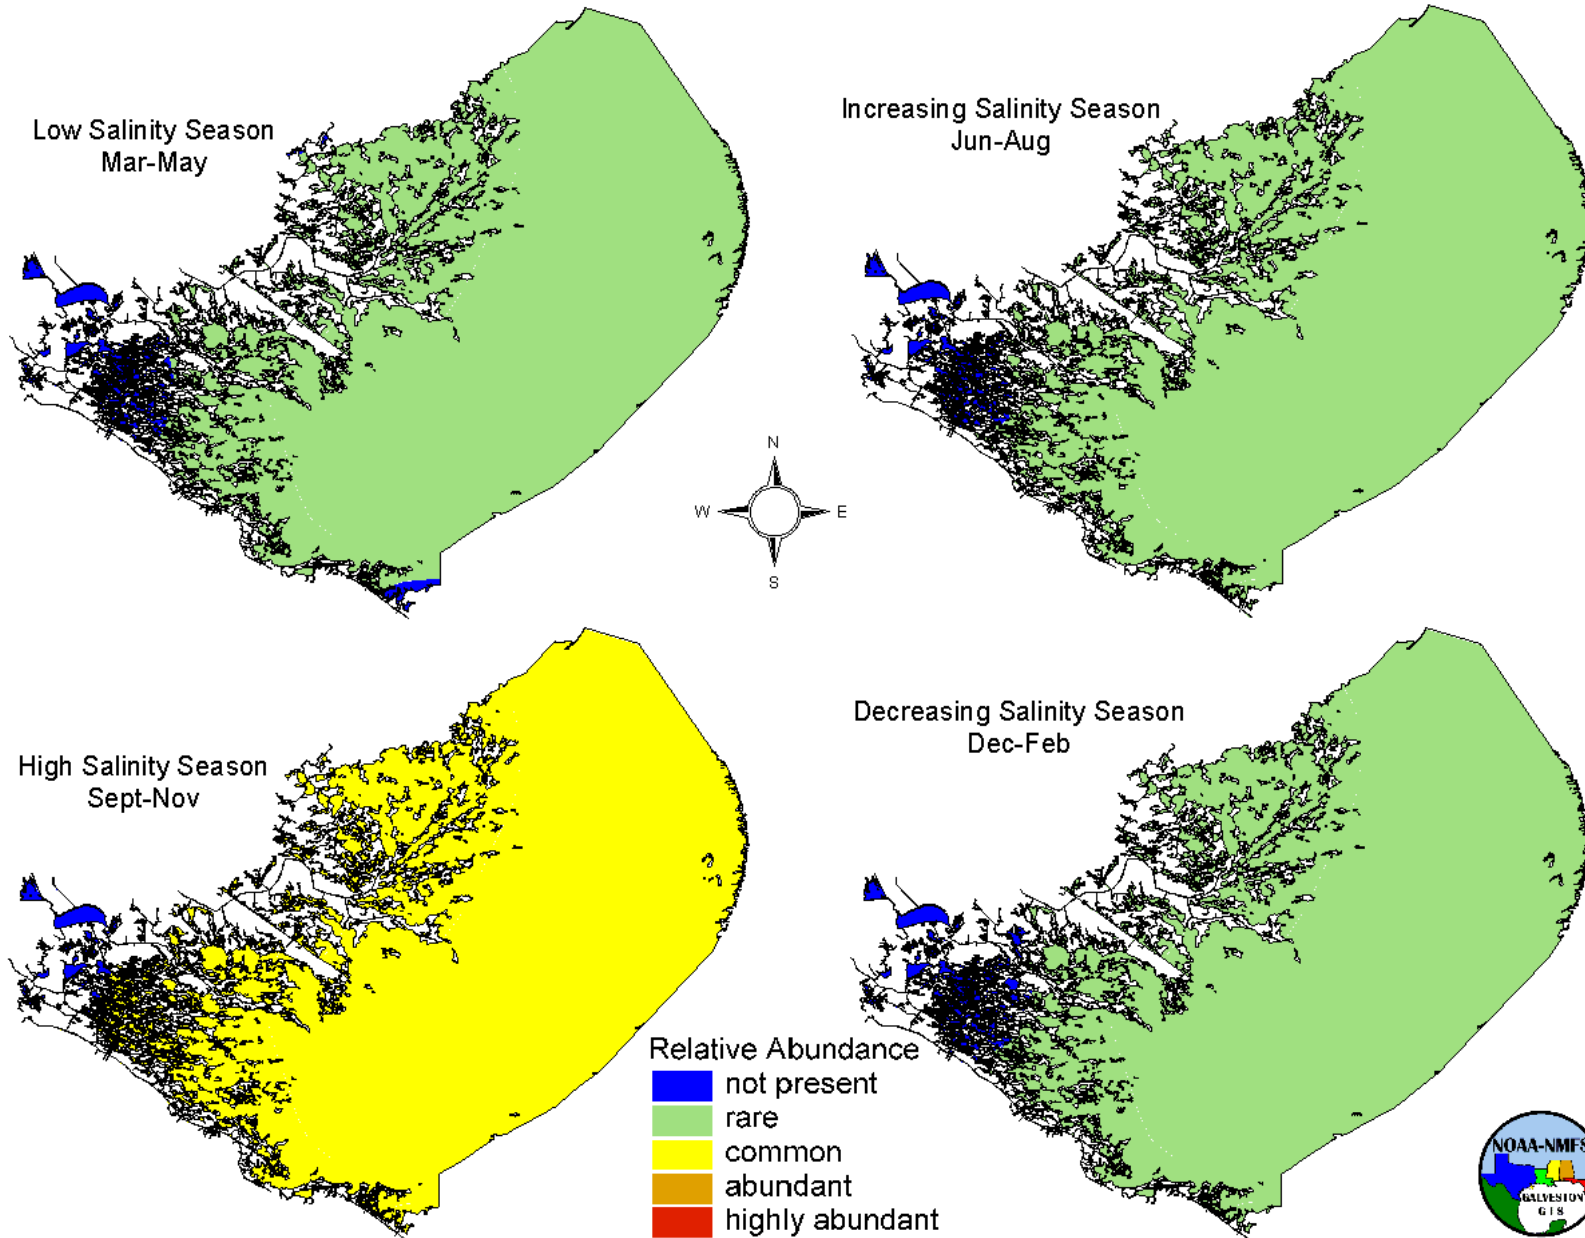 Low Salinity Season
Mar-May
Increasing Salinity Season
Jun-Aug
N
W
E
S
High Salinity Season
Sept-Nov
Decreasing Salinity Season
Dec-Feb
Relative Abundance
not present
rare
common
abundant
highly abundant
NOAA-NMFS
GALVESTON
GIS